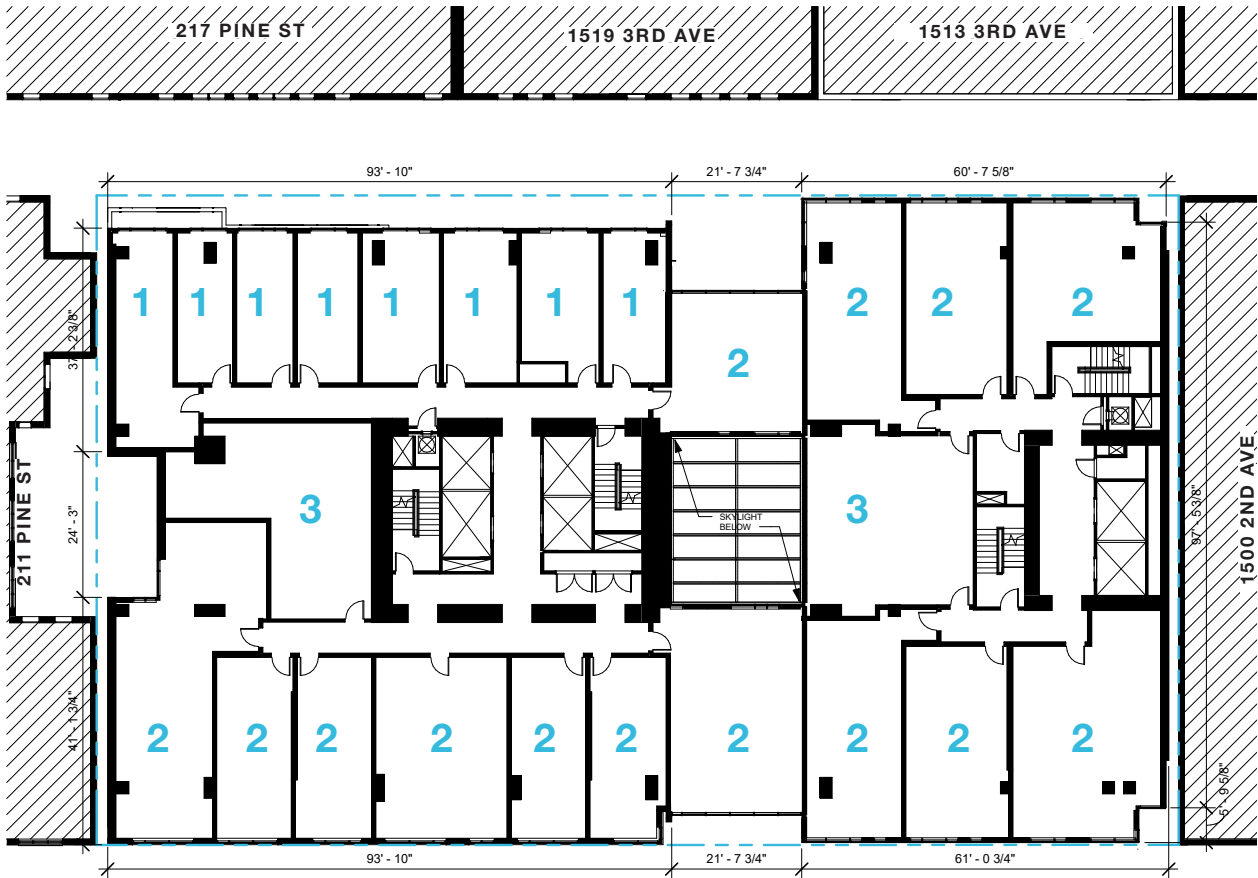 217 PINE ST
1519 3RD AVE
1513 3RD AVE
93' - 10"
21' - 7 3/4"
60' - 7 5/8"
1 1 1 1 1 1 1 1
2 2 2
2
37' - 2 3/8"
211 PINE ST
24' - 3"
3
SKYLIGHT
BELOW
3
97' - 5 3/8"
1500 2ND AVE
41' - 1 3/4"
2 2 2 2 2 2 2 2 2 2
5' - 9 5/8"
93' - 10"
21' - 7 3/4"
61' - 0 3/4"